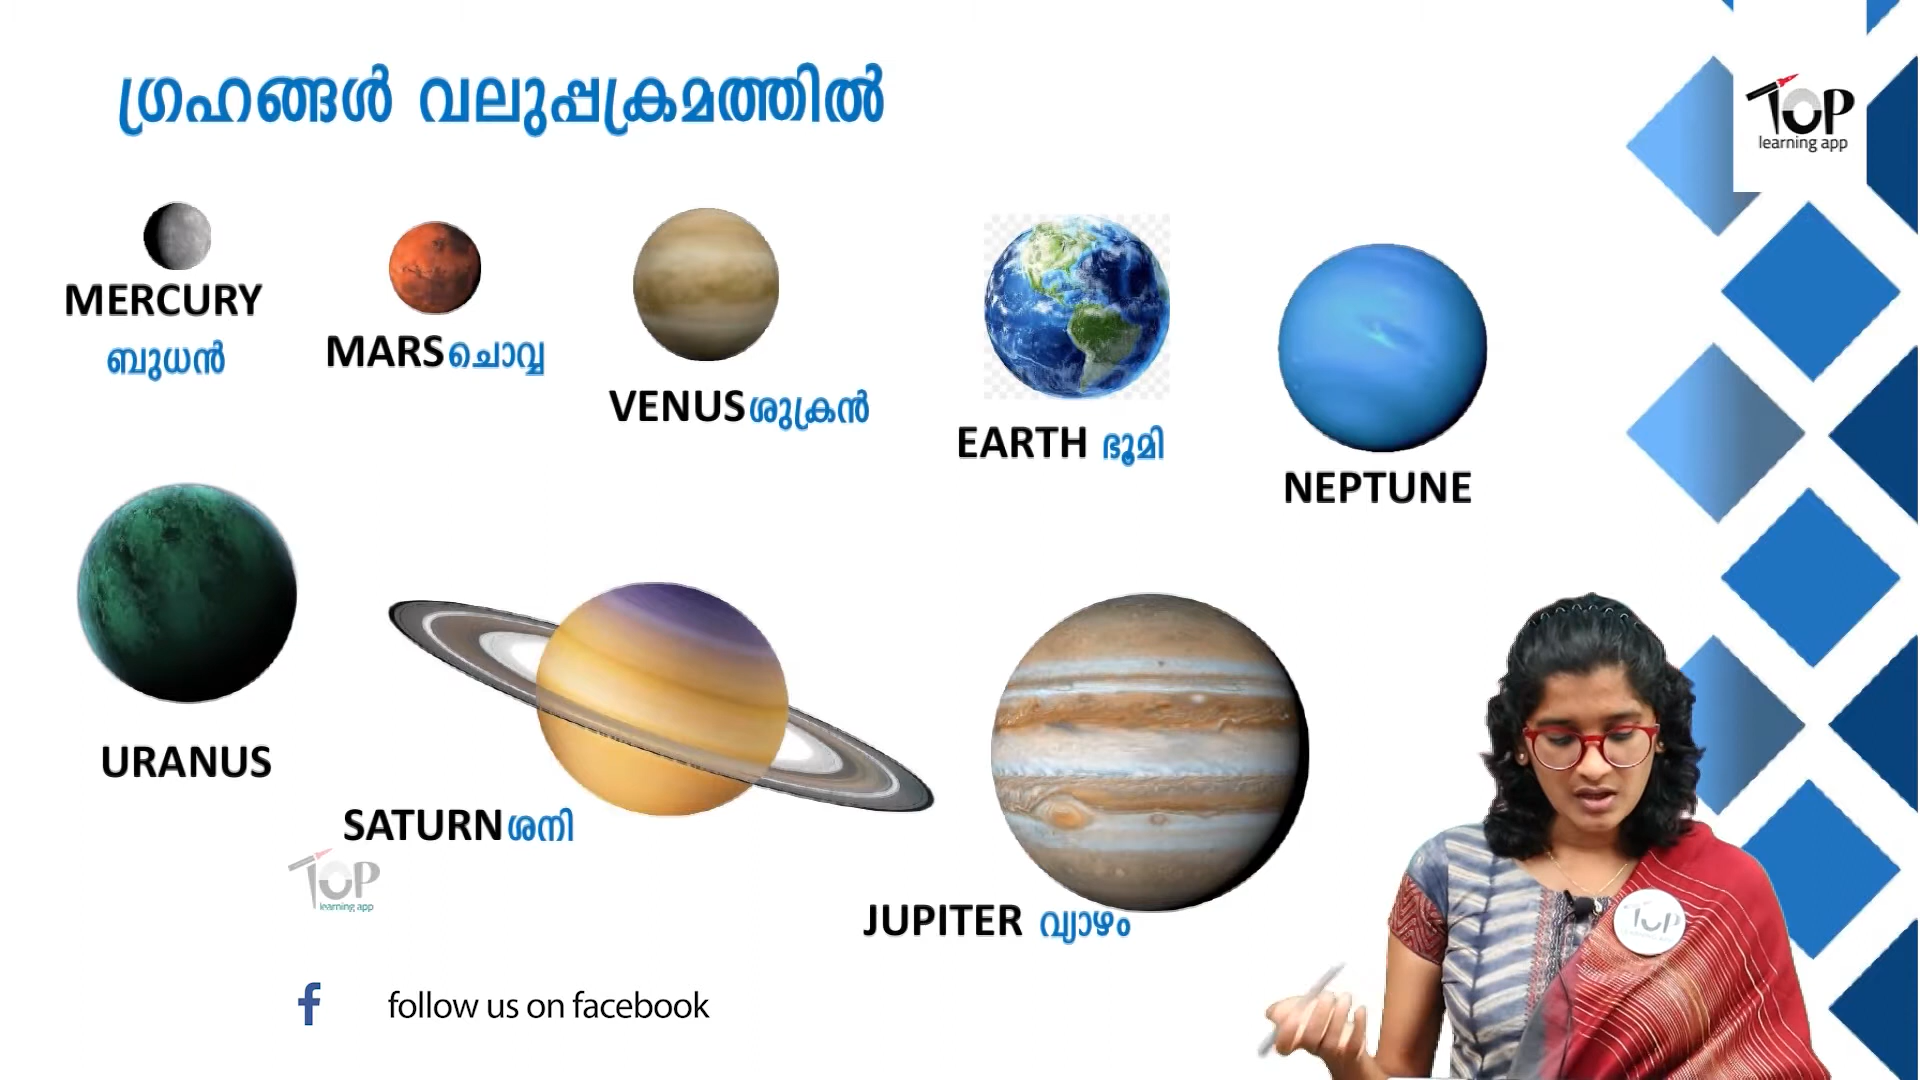 ഗ്രഹങ്ങൾ വലുപ്പക്രമത്തിൽ
TOP
learning app
MERCURY
ബുധൻ
MARS ചൊവ്വ
VENUS ശുക്രൻ
EARTH ഭൂമി
NEPTUNE
URANUS
SATURN ശനി
JUPITER വ്യാഴം
TOP
learning app
TOP
f follow us on facebook